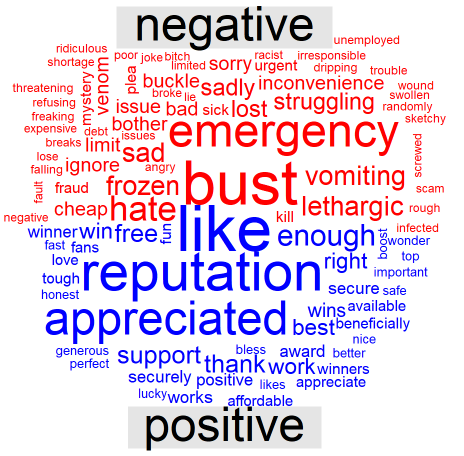 negative
unemployed
ridiculous poor joke bitch racist irresponsible
shortage limited sorry urgent dripping trouble
mystery venom plea buckle sadly inconvenience wound
threatening broke lie swollen
refusing issue bad sick lost struggling randomly
freaking bother emergency sketchy
expensive debt issues
breaks limit sad
lose angry bust vomiting screwed
falling ignore
fault fraud frozen lethargic scam
cheap hate kill rough
negative like infected
winner win free fun enough boost wonder
fast fans top
love reputation right important
tough secure safe
honest appreciated wins available
best beneficially
nice
generous support bless award better
perfect thank work winners
securely positive likes appreciate
lucky works affordable
positive